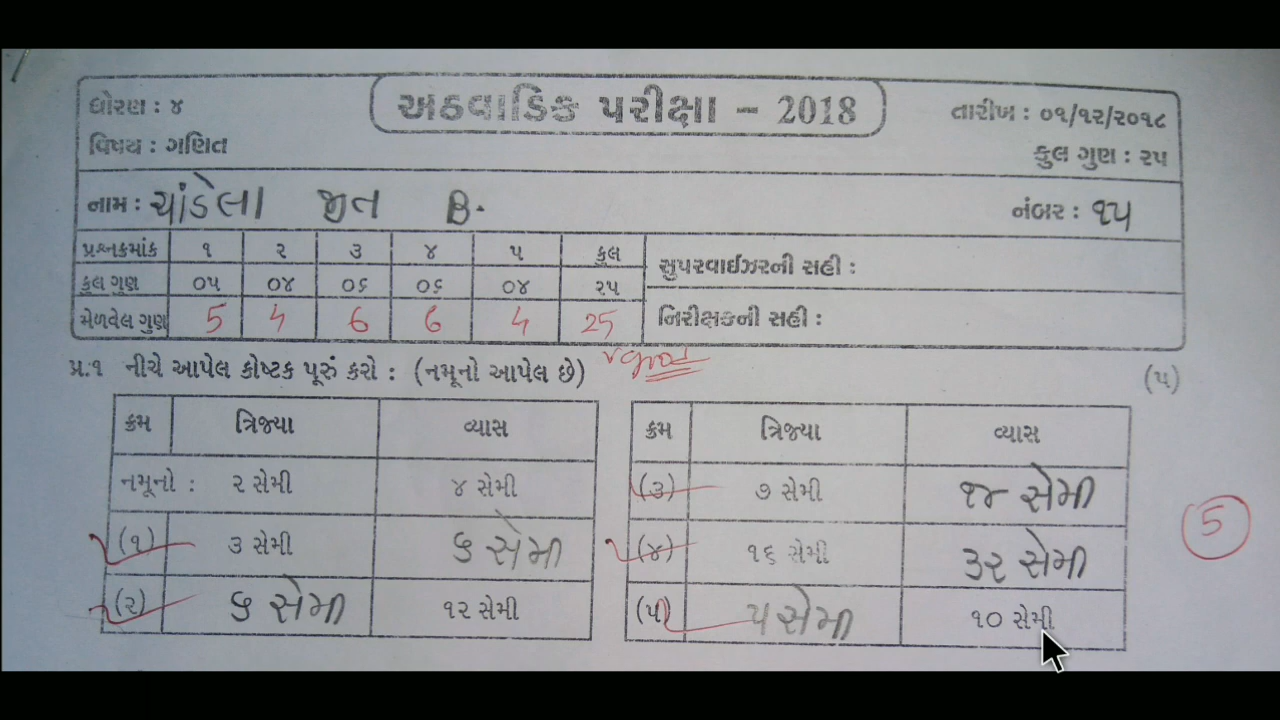 અઠવાડિક પરીક્ષા - 2018
ધોરણ : ૪
તારીખ : ૦૧/૧૨/૨૦૧૮
વિષય : ગણિત
કુલ ગુણ : ૨૫
નામ : ચાંડેલા જીત B.
નંબર : ૧૫
પ્રશ્નક્રમાંક ૧ ૨ ૩ ૪ ૫ કુલ
કુલ ગુણ ૦૫ ૦૪ ૦૬ ૦૬ ૦૪ ૨૫
મેળવેલ ગુણ 5 4 6 6 4 25
સુપરવાઈઝરની સહી :
નિરીક્ષકની સહી :
v good
પ્ર.૧ નીચે આપેલ કોષ્ટક પૂરું કરો : (નમૂનો આપેલ છે) (૫)
ક્રમ ત્રિજ્યા વ્યાસ
નમૂનો : ૨ સેમી ૪ સેમી
(૧) ૩ સેમી ૬ સેમી
(૨) ૬ સેમી ૧૨ સેમી
ક્રમ ત્રિજ્યા વ્યાસ
(૩) ૭ સેમી ૧૪ સેમી
(૪) ૧૬ સેમી ૩૨ સેમી
(૫) ૫ સેમી ૧૦ સેમી
5